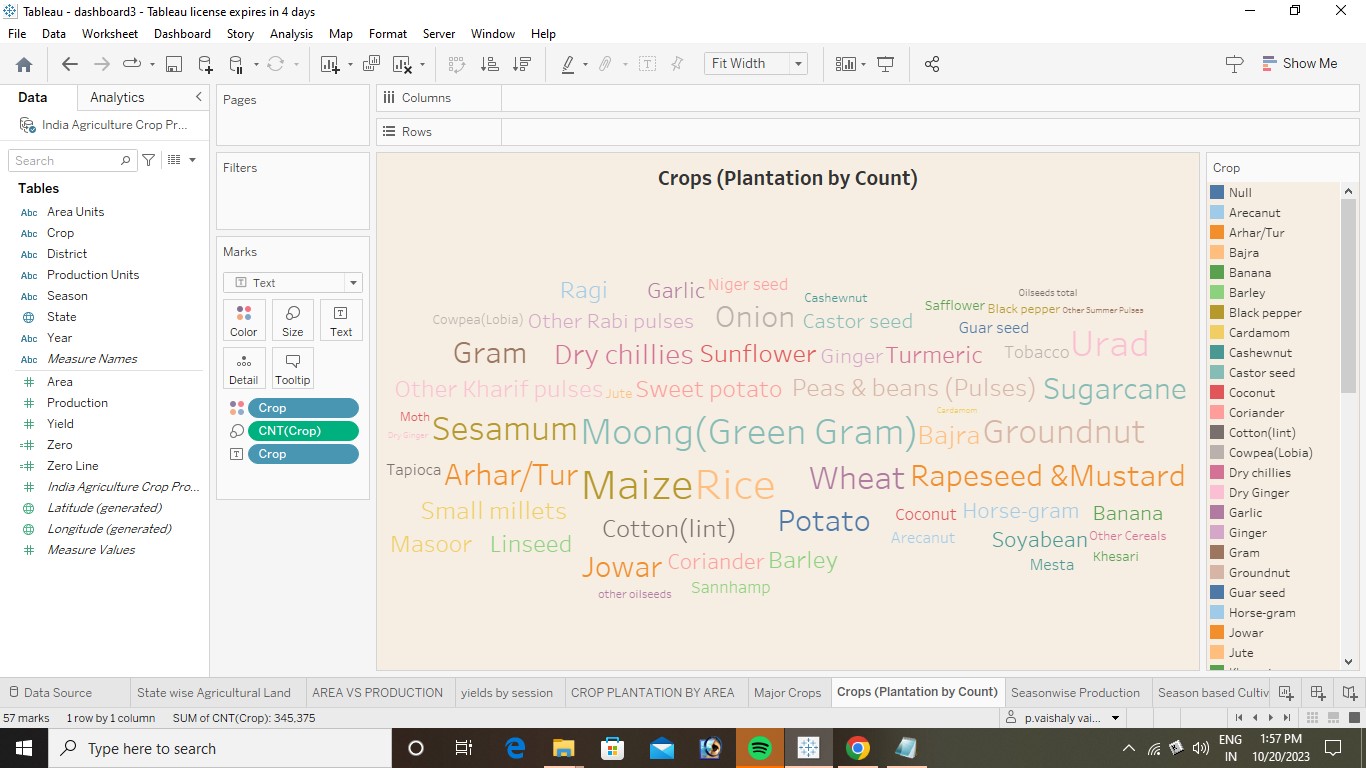 Tableau - dashboard3 - Tableau license expires in 4 days
File Data Worksheet Dashboard Story Analysis Map Format Server Window Help
Fit Width
Show Me
Data Analytics
India Agriculture Crop Pr...
Search
Tables
Abc Area Units
Abc Crop
Abc District
Abc Production Units
Abc Season
State
Abc Year
Abc Measure Names
Area
Production
Yield
Zero
Zero Line
India Agriculture Crop Pro...
Latitude (generated)
Longitude (generated)
Measure Values
Pages
Filters
Marks
Text
Color Size Text
Detail Tooltip
Crop
CNT(Crop)
Crop
Columns
Rows
Crops (Plantation by Count)
Ragi Garlic Niger seed Cashewnut Oilseeds total
Cowpea(Lobia) Other Rabi pulses Onion Castor seed Safflower Black pepper Other Summer Pulses
Guar seed
Gram Dry chillies Sunflower Ginger Turmeric Tobacco Urad
Other Kharif pulses Jute Sweet potato Peas & beans (Pulses) Sugarcane
Moth Cardamom
Dry Ginger Sesamum Moong(Green Gram) Bajra Groundnut
Tapioca Arhar/Tur Maize Rice Wheat Rapeseed &Mustard
Small millets Cotton(lint) Potato Coconut Horse-gram Banana
Masoor Linseed Arecanut Soyabean Other Cereals
Jowar Coriander Barley Mesta Khesari
other oilseeds Sannhamp
Crop
Null
Arecanut
Arhar/Tur
Bajra
Banana
Barley
Black pepper
Cardamom
Cashewnut
Castor seed
Coconut
Coriander
Cotton(lint)
Cowpea(Lobia)
Dry chillies
Dry Ginger
Garlic
Ginger
Gram
Groundnut
Guar seed
Horse-gram
Jowar
Jute
Data Source State wise Agricultural Land AREA VS PRODUCTION yields by session CROP PLANTATION BY AREA Major Crops Crops (Plantation by Count) Seasonwise Production Season based Cultiv
57 marks 1 row by 1 column SUM of CNT(Crop): 345,375 p.vaishaly vai...
Type here to search
ENG 1:57 PM
IN 10/20/2023